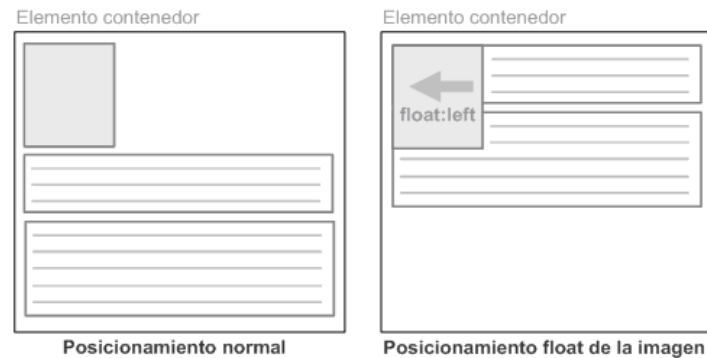 Elemento contenedor
Posicionamiento normal
Elemento contenedor
float:left
Posicionamiento float de la imagen